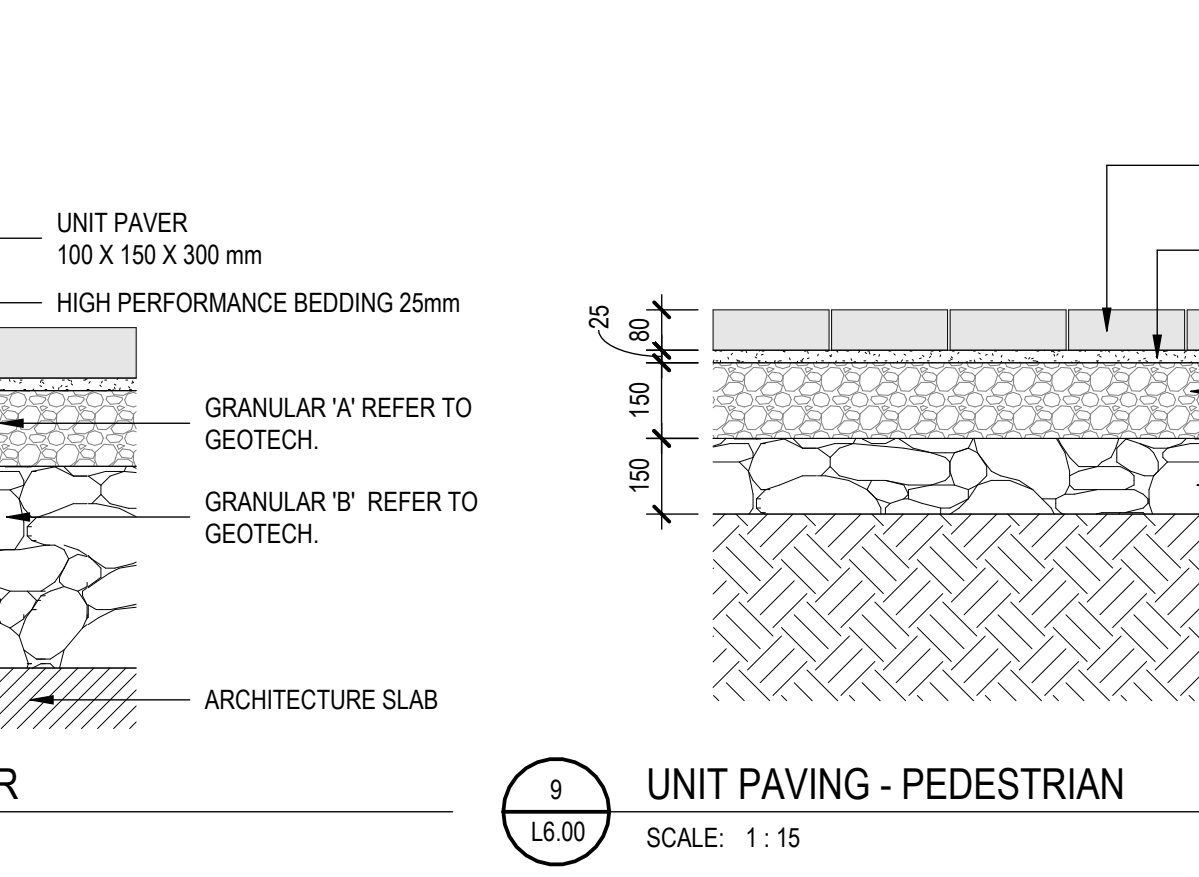 UNIT PAVER
100 X 150 X 300 mm
HIGH PERFORMANCE BEDDING 25mm
GRANULAR 'A' REFER TO
GEOTECH.
GRANULAR 'B'  REFER TO
GEOTECH.
ARCHITECTURE SLAB
R
25
80
150
150
9
L6.00
UNIT PAVING - PEDESTRIAN
SCALE:   1 : 15